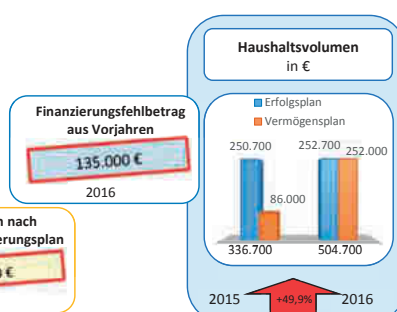 Haushaltsvolumen
in €
Erfolgsplan
Vermögensplan
250.700
86.000
252.700
252.000
336.700
504.700
2015
+49,9%
2016
Finanzierungsfehlbetrag
aus Vorjahren
135.000 €
2016
nach
€